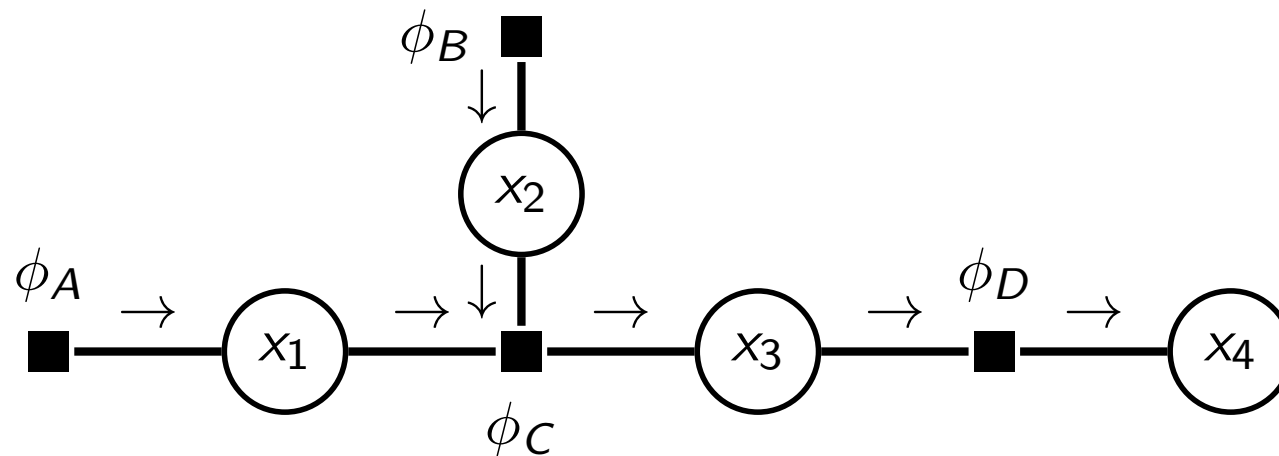 ϕB
↓
x2
ϕA → x1 → ↓ → x3 → ϕD → x4
ϕC